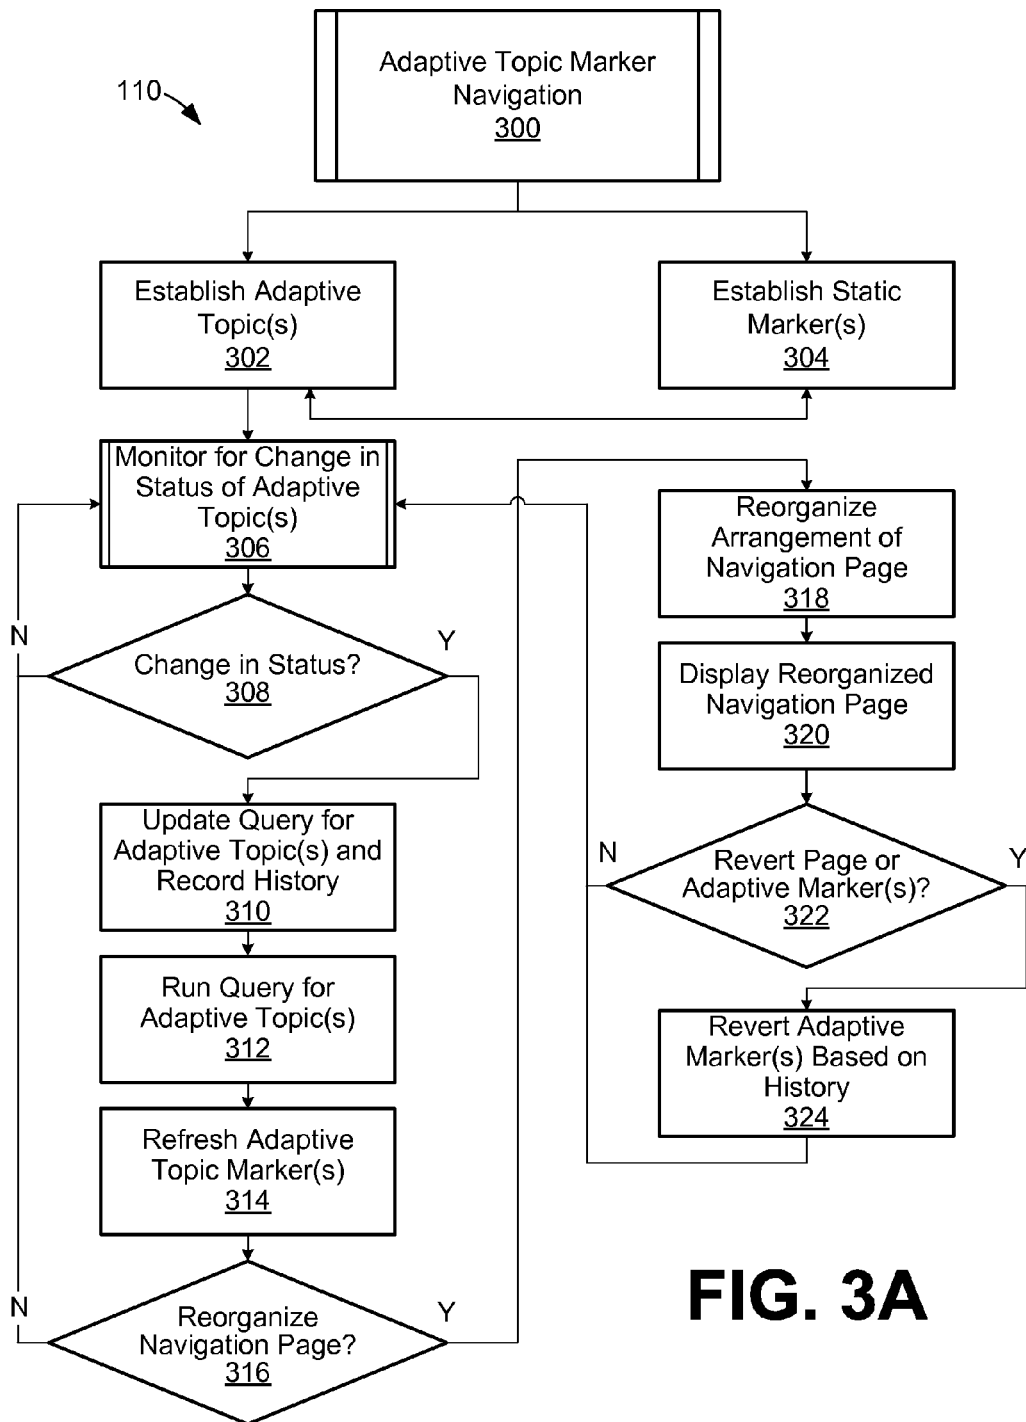 Adaptive Topic Marker
Navigation
300
110
Establish Adaptive
Topic(s)
302
Establish Static
Marker(s)
304
Monitor for Change in
Status of Adaptive
Topic(s)
306
N
Y
Change in Status?
308
Update Query for
Adaptive Topic(s) and
Record History
310
Run Query for
Adaptive Topic(s)
312
Refresh Adaptive
Topic Marker(s)
314
N
Y
Reorganize
Navigation Page?
316
Reorganize
Arrangement of
Navigation Page
318
Display Reorganized
Navigation Page
320
N
Y
Revert Page or
Adaptive Marker(s)?
322
Revert Adaptive
Marker(s) Based on
History
324
FIG. 3A